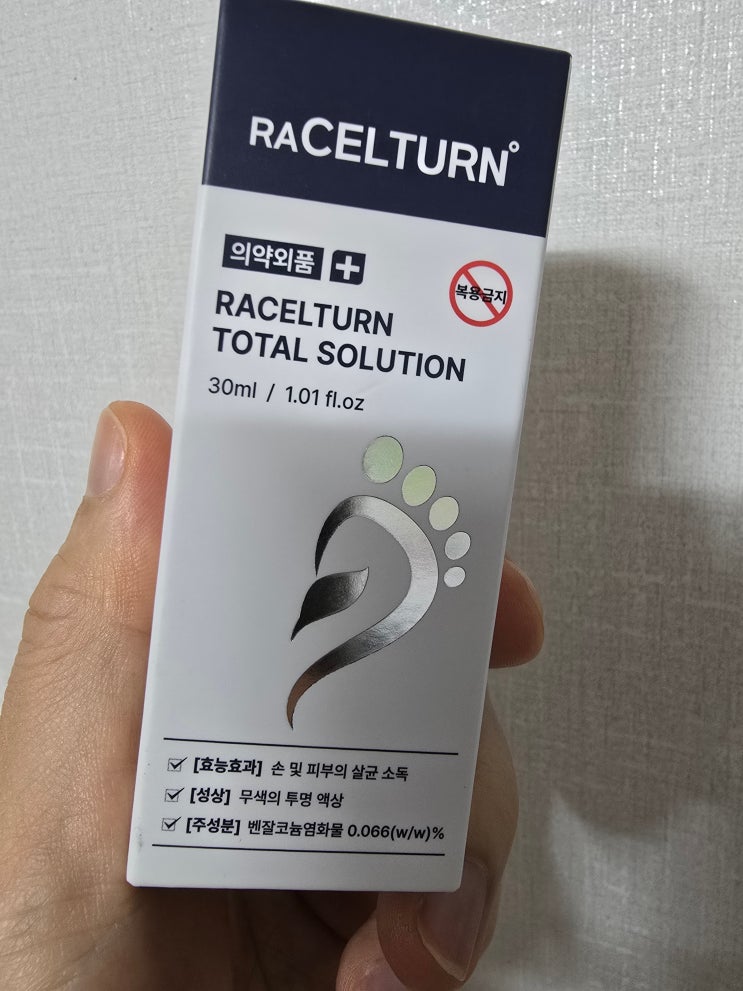 RACELTURN
의약외품
복용금지
RACELTURN
TOTAL SOLUTION
30ml / 1.01 fl.oz
[효능효과] 손 및 피부의 살균 소독
[성상] 무색의 투명 액상
[주성분] 벤잘코늄염화물 0.066(w/w)%